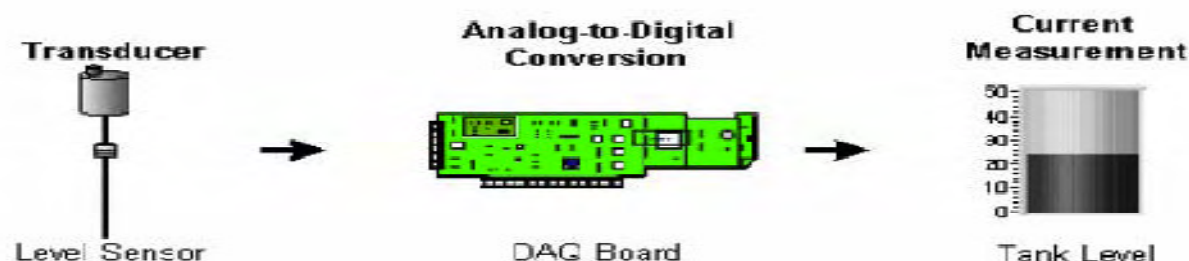 Transducer
Level Sensor
Analog-to-Digital
Conversion
DAQ Board
Current
Measurement
50
40
30
20
10
0
Tank Level